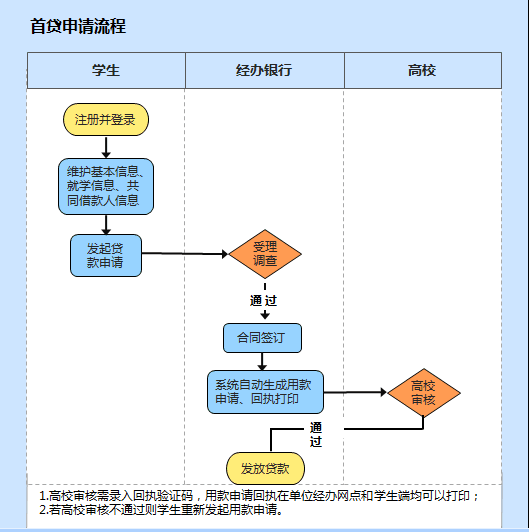 首贷申请流程
学生
经办银行
高校
注册并登录
维护基本信息、
就学信息、共
同借款人信息
发起贷
款申请
受理
调查
通 过
合同签订
系统自动生成用款
申请、回执打印
高校
审核
通
过
发放贷款
1.高校审核需录入回执验证码，用款申请回执在单位经办网点和学生端均可以打印；
2.若高校审核不通过则学生重新发起用款申请。